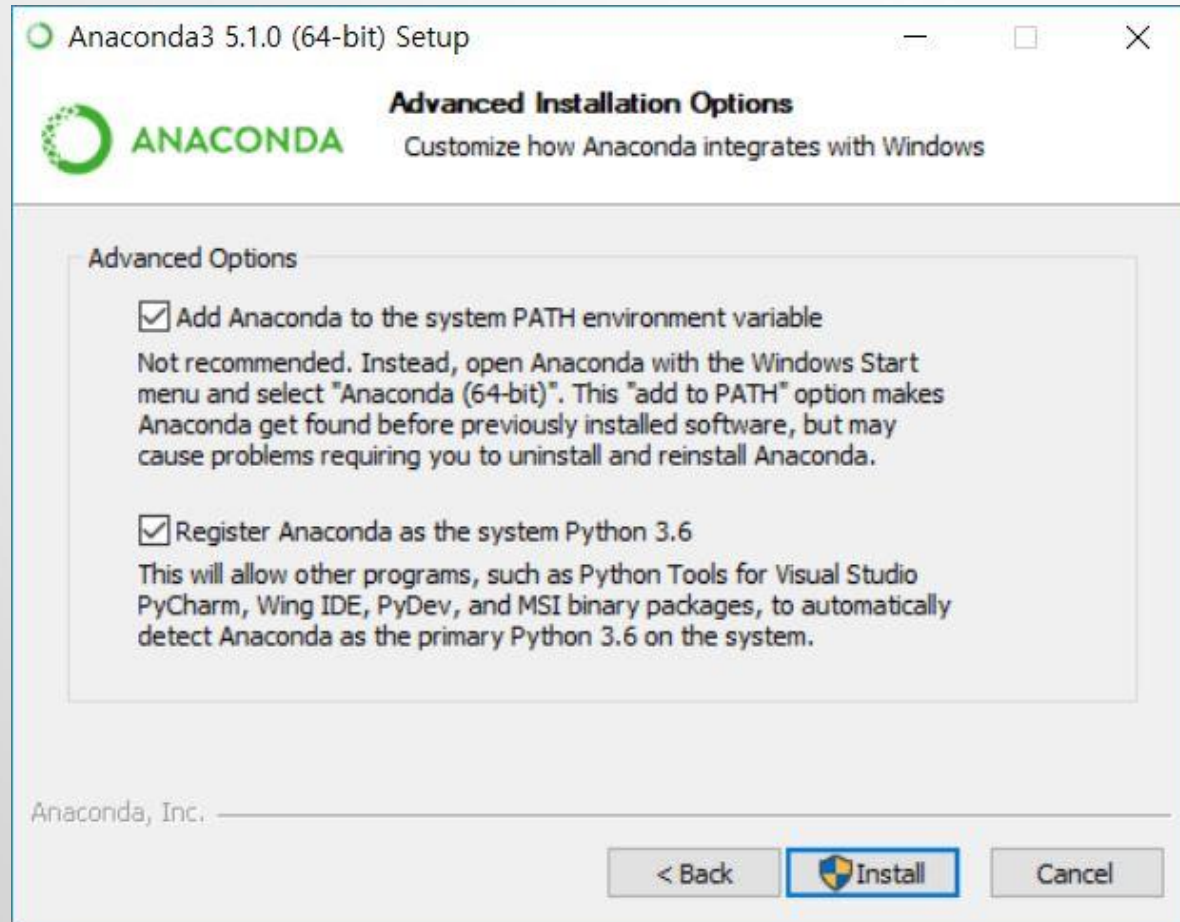 Anaconda3 5.1.0 (64-bit) Setup
ANACONDA
Advanced Installation Options
Customize how Anaconda integrates with Windows
Advanced Options
Add Anaconda to the system PATH environment variable
Not recommended. Instead, open Anaconda with the Windows Start
menu and select "Anaconda (64-bit)". This "add to PATH" option makes
Anaconda get found before previously installed software, but may
cause problems requiring you to uninstall and reinstall Anaconda.
Register Anaconda as the system Python 3.6
This will allow other programs, such as Python Tools for Visual Studio
PyCharm, Wing IDE, PyDev, and MSI binary packages, to automatically
detect Anaconda as the primary Python 3.6 on the system.
Anaconda, Inc.
< Back
Install
Cancel